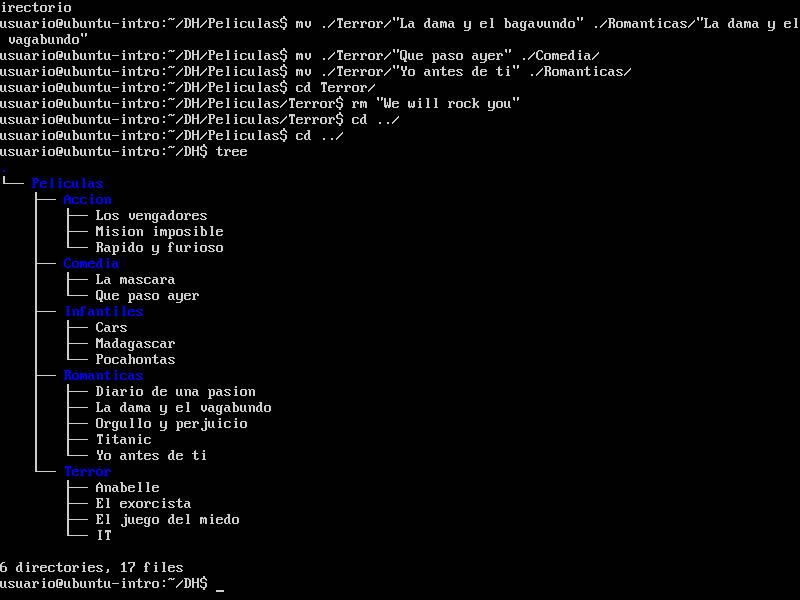 irectorio
usuario@ubuntu-intro:~/DH/Peliculas$ mv ./Terror/"La dama y el bagavundo" ./Romanticas/"La dama y el
 vagabundo"
usuario@ubuntu-intro:~/DH/Peliculas$ mv ./Terror/"Que paso ayer" ./Comedia/
usuario@ubuntu-intro:~/DH/Peliculas$ mv ./Terror/"Yo antes de ti" ./Romanticas/
usuario@ubuntu-intro:~/DH/Peliculas$ cd Terror/
usuario@ubuntu-intro:~/DH/Peliculas/Terror$ rm "We will rock you"
usuario@ubuntu-intro:~/DH/Peliculas/Terror$ cd ../
usuario@ubuntu-intro:~/DH/Peliculas$ cd ../
usuario@ubuntu-intro:~/DH$ tree
.
└── Peliculas
    ├── Accion
    │   ├── Los vengadores
    │   ├── Mision imposible
    │   └── Rapido y furioso
    ├── Comedia
    │   ├── La mascara
    │   └── Que paso ayer
    ├── Infantiles
    │   ├── Cars
    │   ├── Madagascar
    │   └── Pocahontas
    ├── Romanticas
    │   ├── Diario de una pasion
    │   ├── La dama y el vagabundo
    │   ├── Orgullo y perjuicio
    │   ├── Titanic
    │   └── Yo antes de ti
    └── Terror
        ├── Anabelle
        ├── El exorcista
        ├── El juego del miedo
        └── IT

6 directories, 17 files
usuario@ubuntu-intro:~/DH$ _